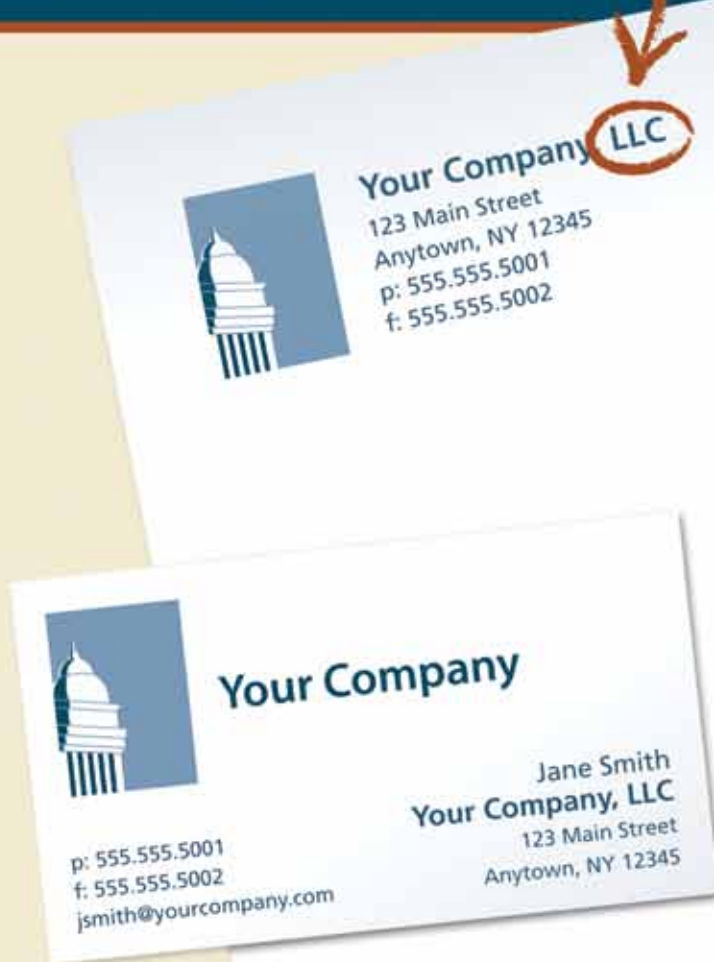 Your Company, LLC
123 Main Street
Anytown, NY 12345
p: 555.555.5001
f: 555.555.5002
Your Company
Jane Smith
Your Company, LLC
123 Main Street
Anytown, NY 12345
p: 555.555.5001
f: 555.555.5002
jsmith@yourcompany.com